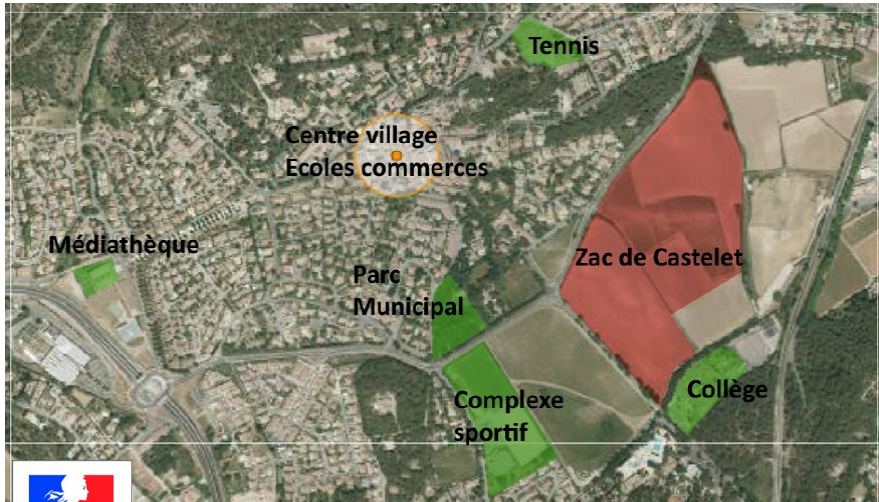 Tennis
Centre village
Ecoles commerces
Médiathèque
Zac de Castelet
Parc
Municipal
Collège
Complexe
sportif